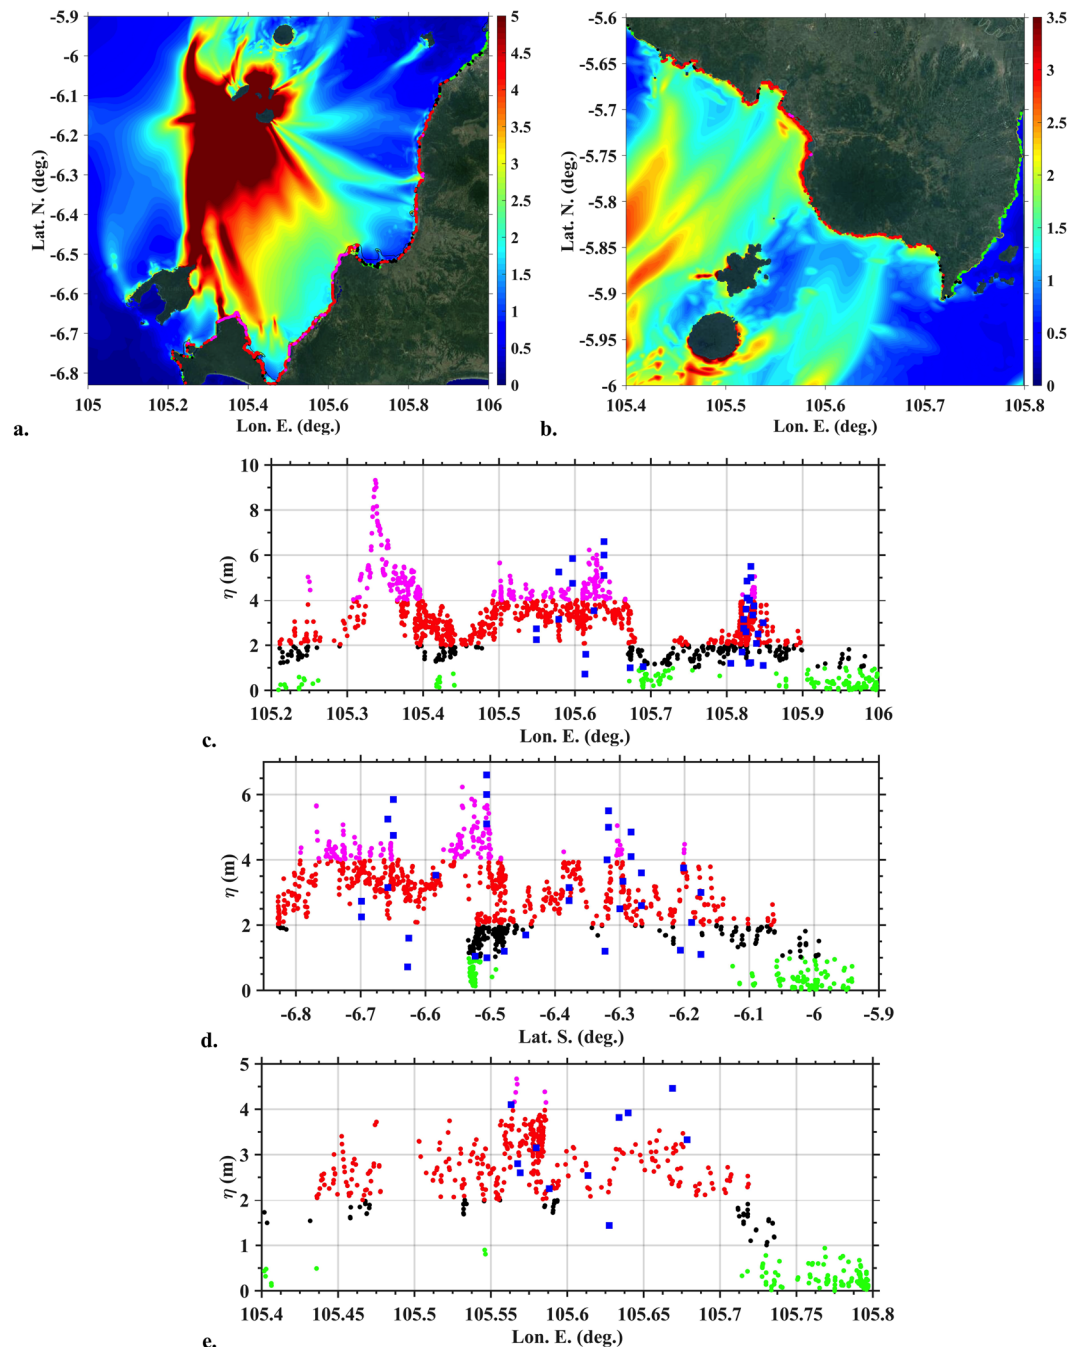 -5.9
-6
-6.1
-6.2
-6.3
-6.4
-6.5
-6.6
-6.7
-6.8
Lat. N. (deg.)
105 105.2 105.4 105.6 105.8 106
Lon. E. (deg.)
5
4.5
4
3.5
3
2.5
2
1.5
1
0.5
0
a.
-5.6
-5.65
-5.7
-5.75
-5.8
-5.85
-5.9
-5.95
-6
Lat. N. (deg.)
105.4 105.5 105.6 105.7 105.8
Lon. E. (deg.)
3.5
3
2.5
2
1.5
1
0.5
0
b.
10
8
6
4
2
0
η (m)
105.2 105.3 105.4 105.5 105.6 105.7 105.8 105.9 106
Lon. E. (deg.)
c.
6
4
2
0
η (m)
-6.8 -6.7 -6.6 -6.5 -6.4 -6.3 -6.2 -6.1 -6 -5.9
Lat. S. (deg.)
d.
5
4
3
2
1
0
η (m)
105.4 105.45 105.5 105.55 105.6 105.65 105.7 105.75 105.8
Lon. E. (deg.)
e.